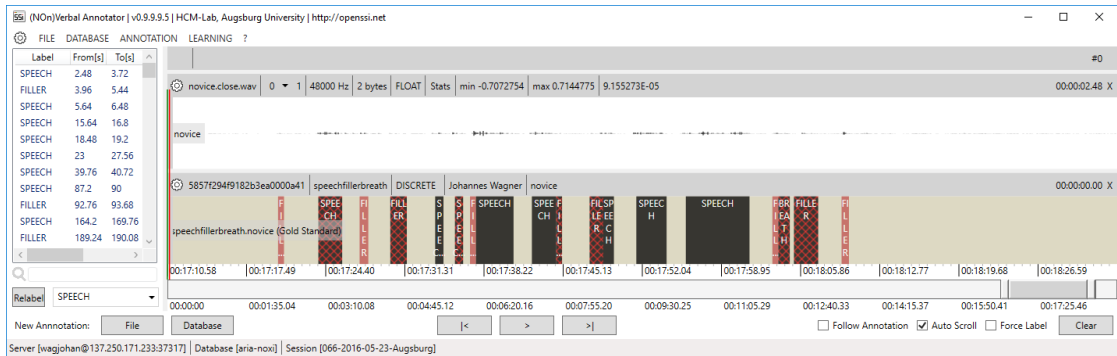 SSi (NOn)Verbal Annotator | v0.9.9.9.5 | HCM-Lab, Augsburg University | http://openssi.net
FILE DATABASE ANNOTATION LEARNING ?
Label From[s] To[s]
SPEECH 2.48 3.72
FILLER 3.96 5.44
SPEECH 5.64 6.48
SPEECH 15.64 16.8
SPEECH 18.48 19.2
SPEECH 23 27.56
SPEECH 39.76 40.72
SPEECH 87.2 90
FILLER 92.76 93.68
SPEECH 164.2 169.76
FILLER 189.24 190.08
Relabel SPEECH
#0
novice.close.wav 0 1 48000 Hz 2 bytes FLOAT Stats min -0.7072754 max 0.7144775 9.155273E-05 00:00:02.48 X
novice
5857f294f9182b3ea0000a41 speechfillerbreath DISCRETE Johannes Wagner novice 00:00:00.00 X
SPEECH FILLER FILLER SPEECH SPEECH FILLER SPEECH SPEECH SPEECH BREATH FILLER FILLER
speechfillerbreath.novice (Gold Standard)
00:17:10.58 00:17:17.49 00:17:24.40 00:17:31.31 00:17:38.22 00:17:45.13 00:17:52.04 00:17:58.95 00:18:05.86 00:18:12.77 00:18:19.68 00:18:26.59
00:00:00 00:01:35.04 00:03:10.08 00:04:45.12 00:06:20.16 00:07:55.20 00:09:30.25 00:11:05.29 00:12:40.33 00:14:15.37 00:15:50.41 00:17:25.46
New Annnotation: File Database |< > >| Follow Annotation Auto Scroll Force Label Clear
Server [wagjohan@137.250.171.233:37317] | Database [aria-noxi] | Session [066-2016-05-23-Augsburg]